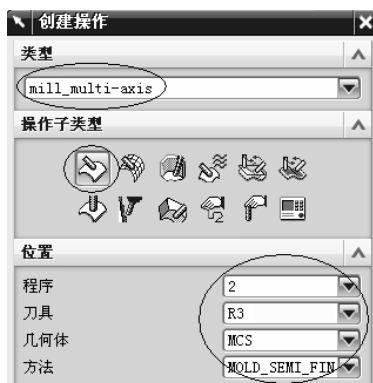 创建操作
类型
mill_multi-axis
操作子类型
位置
程序 2
刀具 R3
几何体 MCS
方法 MOLD_SEMI_FIN